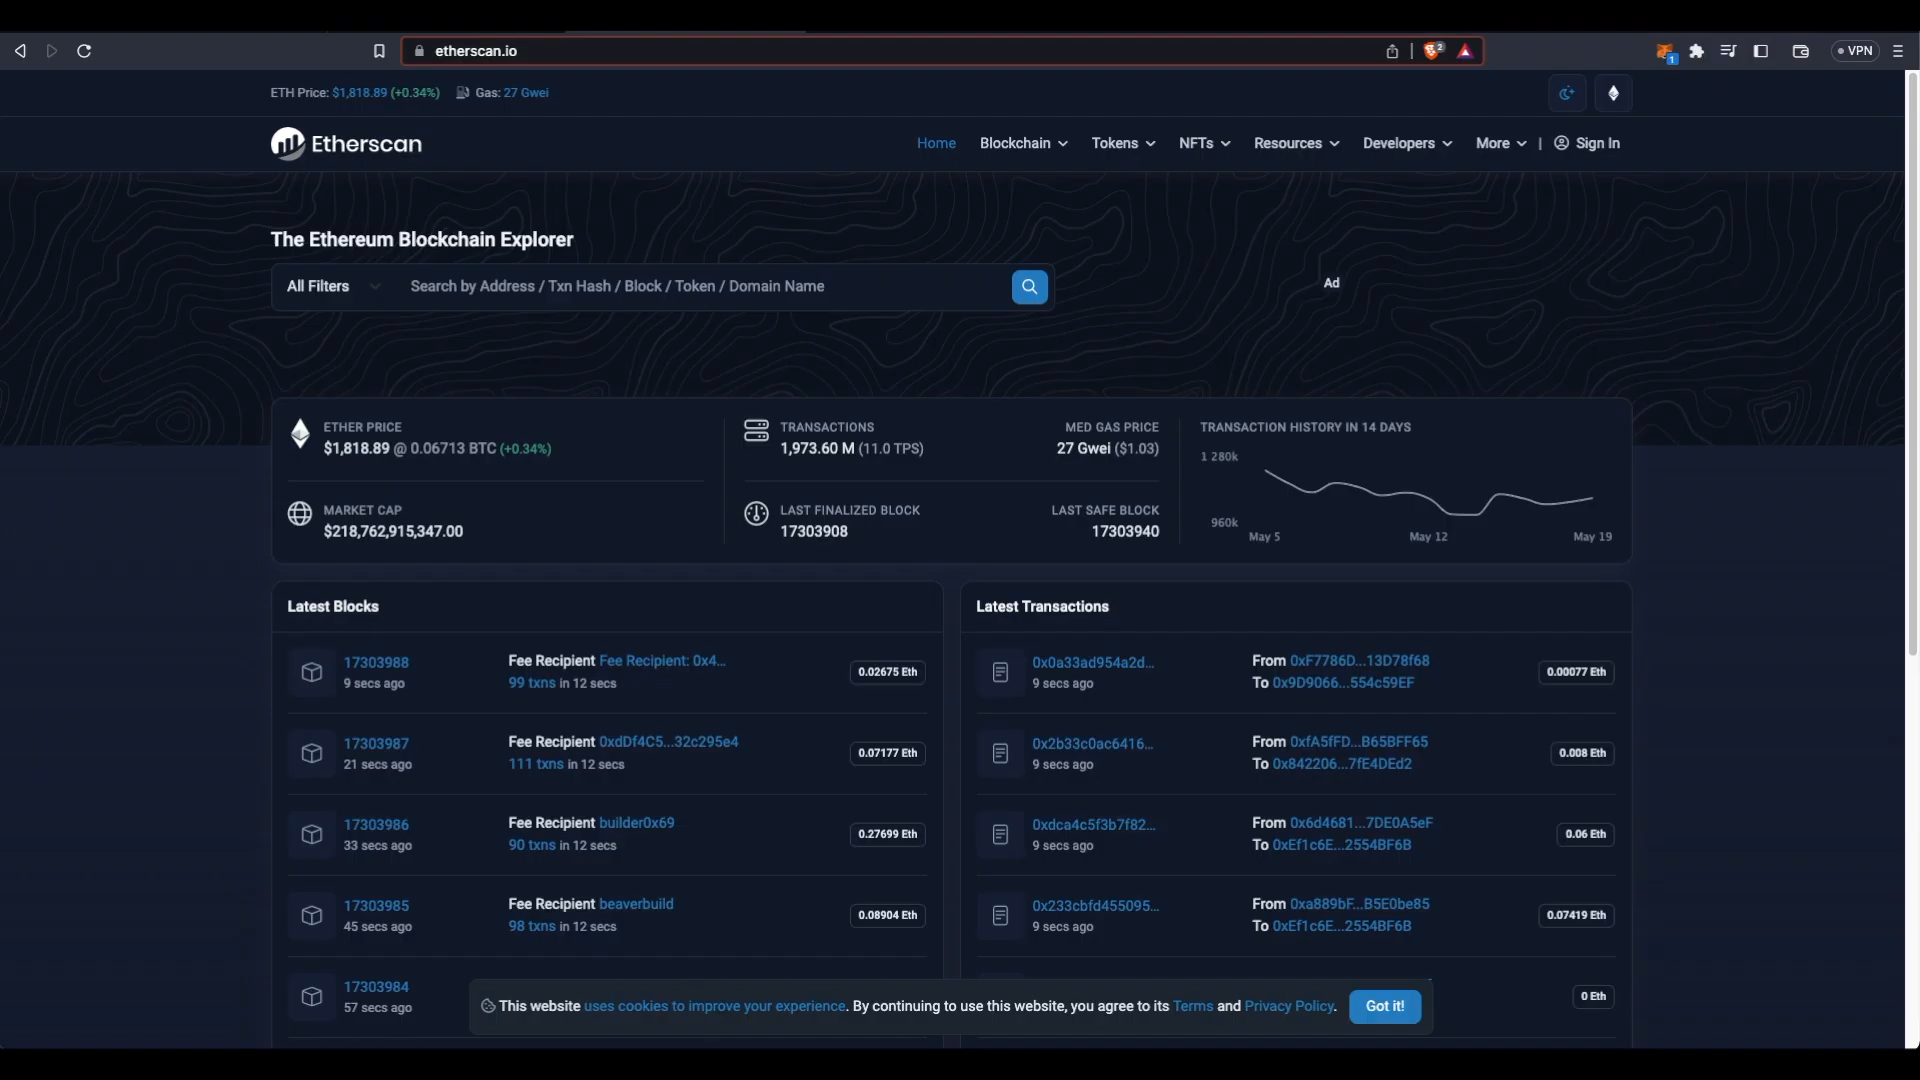 etherscan.io
2
1
VPN
ETH Price: $1,818.89 (+0.34%) Gas: 27 Gwei
Etherscan
Home Blockchain Tokens NFTs Resources Developers More | Sign In
The Ethereum Blockchain Explorer
All Filters Search by Address / Txn Hash / Block / Token / Domain Name
Ad
ETHER PRICE
$1,818.89 @ 0.06713 BTC (+0.34%)
MARKET CAP
$218,762,915,347.00
TRANSACTIONS
1,973.60 M (11.0 TPS)
MED GAS PRICE
27 Gwei ($1.03)
LAST FINALIZED BLOCK
17303908
LAST SAFE BLOCK
17303940
TRANSACTION HISTORY IN 14 DAYS
1 280k
960k
May 5 May 12 May 19
Latest Blocks
17303988
9 secs ago
Fee Recipient Fee Recipient: 0x4...
99 txns in 12 secs
0.02675 Eth
17303987
21 secs ago
Fee Recipient 0xdDf4C5...32c295e4
111 txns in 12 secs
0.07177 Eth
17303986
33 secs ago
Fee Recipient builder0x69
90 txns in 12 secs
0.27699 Eth
17303985
45 secs ago
Fee Recipient beaverbuild
98 txns in 12 secs
0.08904 Eth
17303984
57 secs ago
Latest Transactions
0x0a33ad954a2d...
9 secs ago
From 0xF7786D...13D78f68
To 0x9D9066...554c59EF
0.00077 Eth
0x2b33c0ac6416...
9 secs ago
From 0xfA5fFD...B65BFF65
To 0x842206...7fE4DEd2
0.008 Eth
0xdca4c5f3b7f82...
9 secs ago
From 0x6d4681...7DE0A5eF
To 0xEf1c6E...2554BF6B
0.06 Eth
0x233cbfd455095...
9 secs ago
From 0xa889bF...B5E0be85
To 0xEf1c6E...2554BF6B
0.07419 Eth
0 Eth
This website uses cookies to improve your experience. By continuing to use this website, you agree to its Terms and Privacy Policy. Got it!